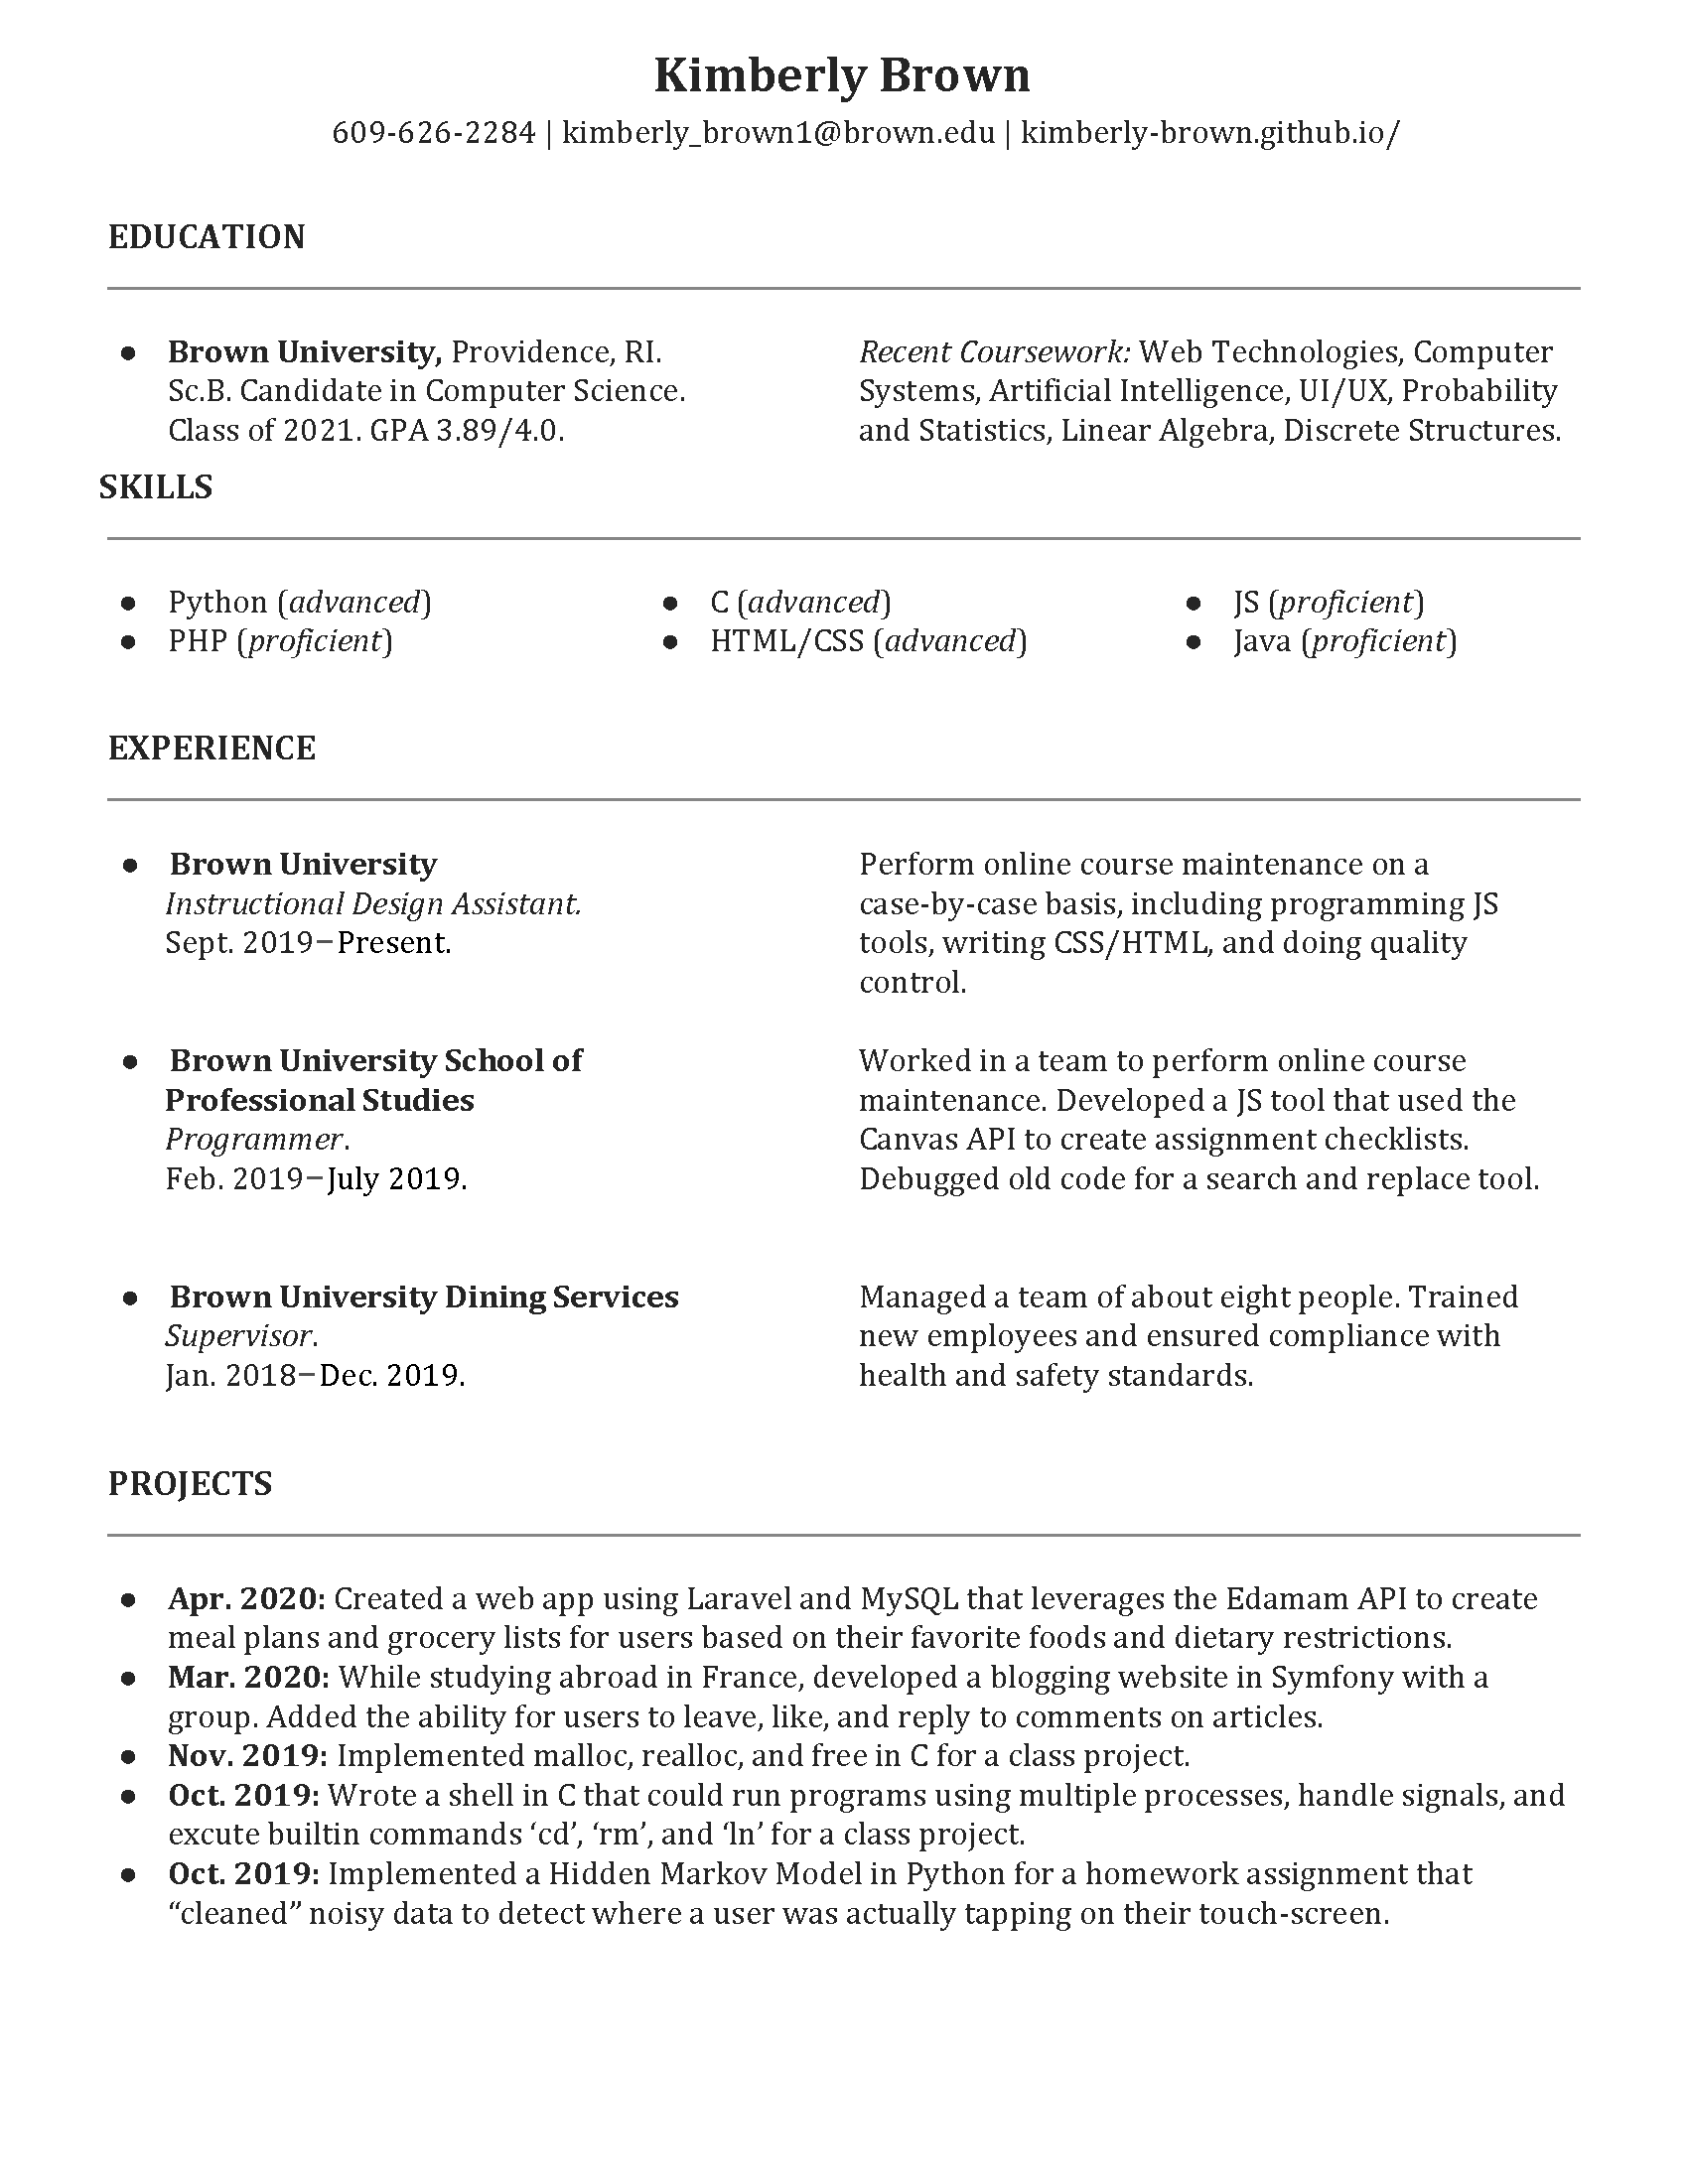 Kimberly Brown
609-626-2284 | kimberly_brown1@brown.edu | kimberly-brown.github.io/
EDUCATION
● Brown University, Providence, RI.
Sc.B. Candidate in Computer Science.
Class of 2021. GPA 3.89/4.0.
Recent Coursework: Web Technologies, Computer
Systems, Artificial Intelligence, UI/UX, Probability
and Statistics, Linear Algebra, Discrete Structures.
SKILLS
● Python (advanced)
● PHP (proficient)
● C (advanced)
● HTML/CSS (advanced)
● JS (proficient)
● Java (proficient)
EXPERIENCE
● Brown University
Instructional Design Assistant.
Sept. 2019–Present.
Perform online course maintenance on a
case-by-case basis, including programming JS
tools, writing CSS/HTML, and doing quality
control.
● Brown University School of
Professional Studies
Programmer.
Feb. 2019–July 2019.
Worked in a team to perform online course
maintenance. Developed a JS tool that used the
Canvas API to create assignment checklists.
Debugged old code for a search and replace tool.
● Brown University Dining Services
Supervisor.
Jan. 2018–Dec. 2019.
Managed a team of about eight people. Trained
new employees and ensured compliance with
health and safety standards.
PROJECTS
● Apr. 2020: Created a web app using Laravel and MySQL that leverages the Edamam API to create
meal plans and grocery lists for users based on their favorite foods and dietary restrictions.
● Mar. 2020: While studying abroad in France, developed a blogging website in Symfony with a
group. Added the ability for users to leave, like, and reply to comments on articles.
● Nov. 2019: Implemented malloc, realloc, and free in C for a class project.
● Oct. 2019: Wrote a shell in C that could run programs using multiple processes, handle signals, and
excute builtin commands ‘cd’, ‘rm’, and ‘ln’ for a class project.
● Oct. 2019: Implemented a Hidden Markov Model in Python for a homework assignment that
“cleaned” noisy data to detect where a user was actually tapping on their touch-screen.